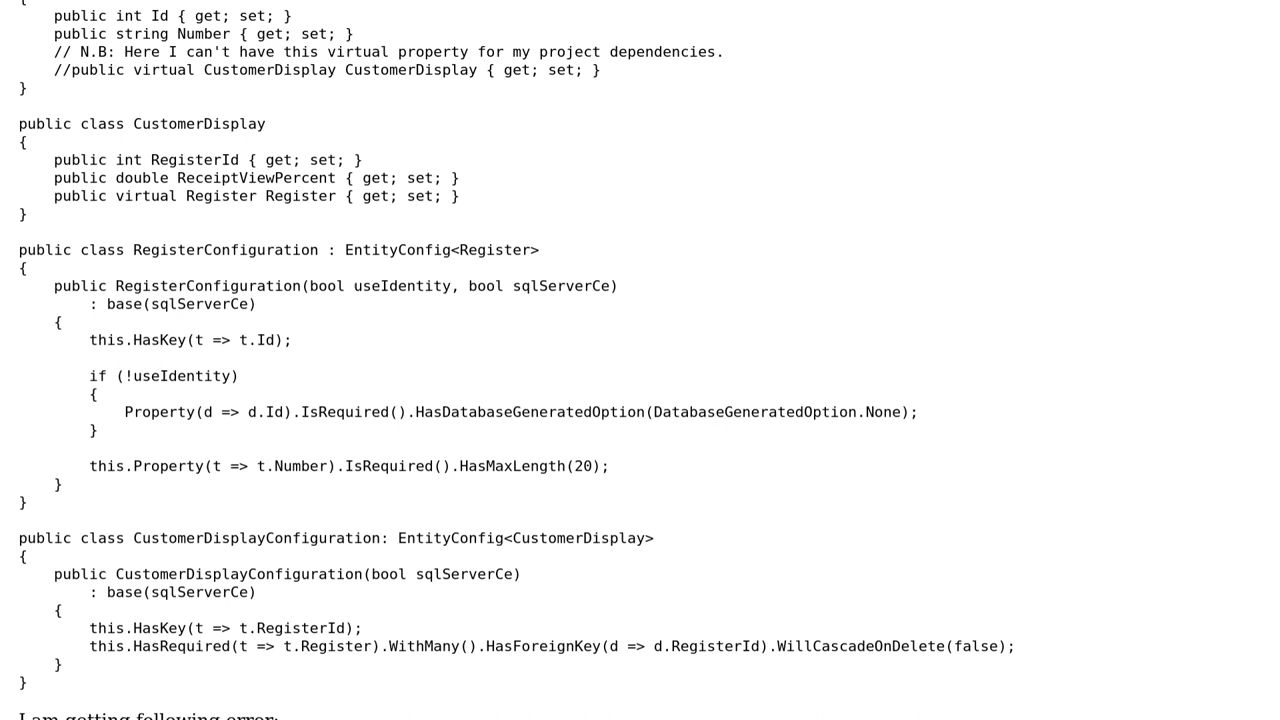 {
    public int Id { get; set; }
    public string Number { get; set; }
    // N.B: Here I can't have this virtual property for my project dependencies.
    //public virtual CustomerDisplay CustomerDisplay { get; set; }
}

public class CustomerDisplay
{
    public int RegisterId { get; set; }
    public double ReceiptViewPercent { get; set; }
    public virtual Register Register { get; set; }
}

public class RegisterConfiguration : EntityConfig<Register>
{
    public RegisterConfiguration(bool useIdentity, bool sqlServerCe)
        : base(sqlServerCe)
    {
        this.HasKey(t => t.Id);

        if (!useIdentity)
        {
            Property(d => d.Id).IsRequired().HasDatabaseGeneratedOption(DatabaseGeneratedOption.None);
        }

        this.Property(t => t.Number).IsRequired().HasMaxLength(20);
    }
}

public class CustomerDisplayConfiguration: EntityConfig<CustomerDisplay>
{
    public CustomerDisplayConfiguration(bool sqlServerCe)
        : base(sqlServerCe)
    {
        this.HasKey(t => t.RegisterId);
        this.HasRequired(t => t.Register).WithMany().HasForeignKey(d => d.RegisterId).WillCascadeOnDelete(false);
    }
}

I am getting following error: